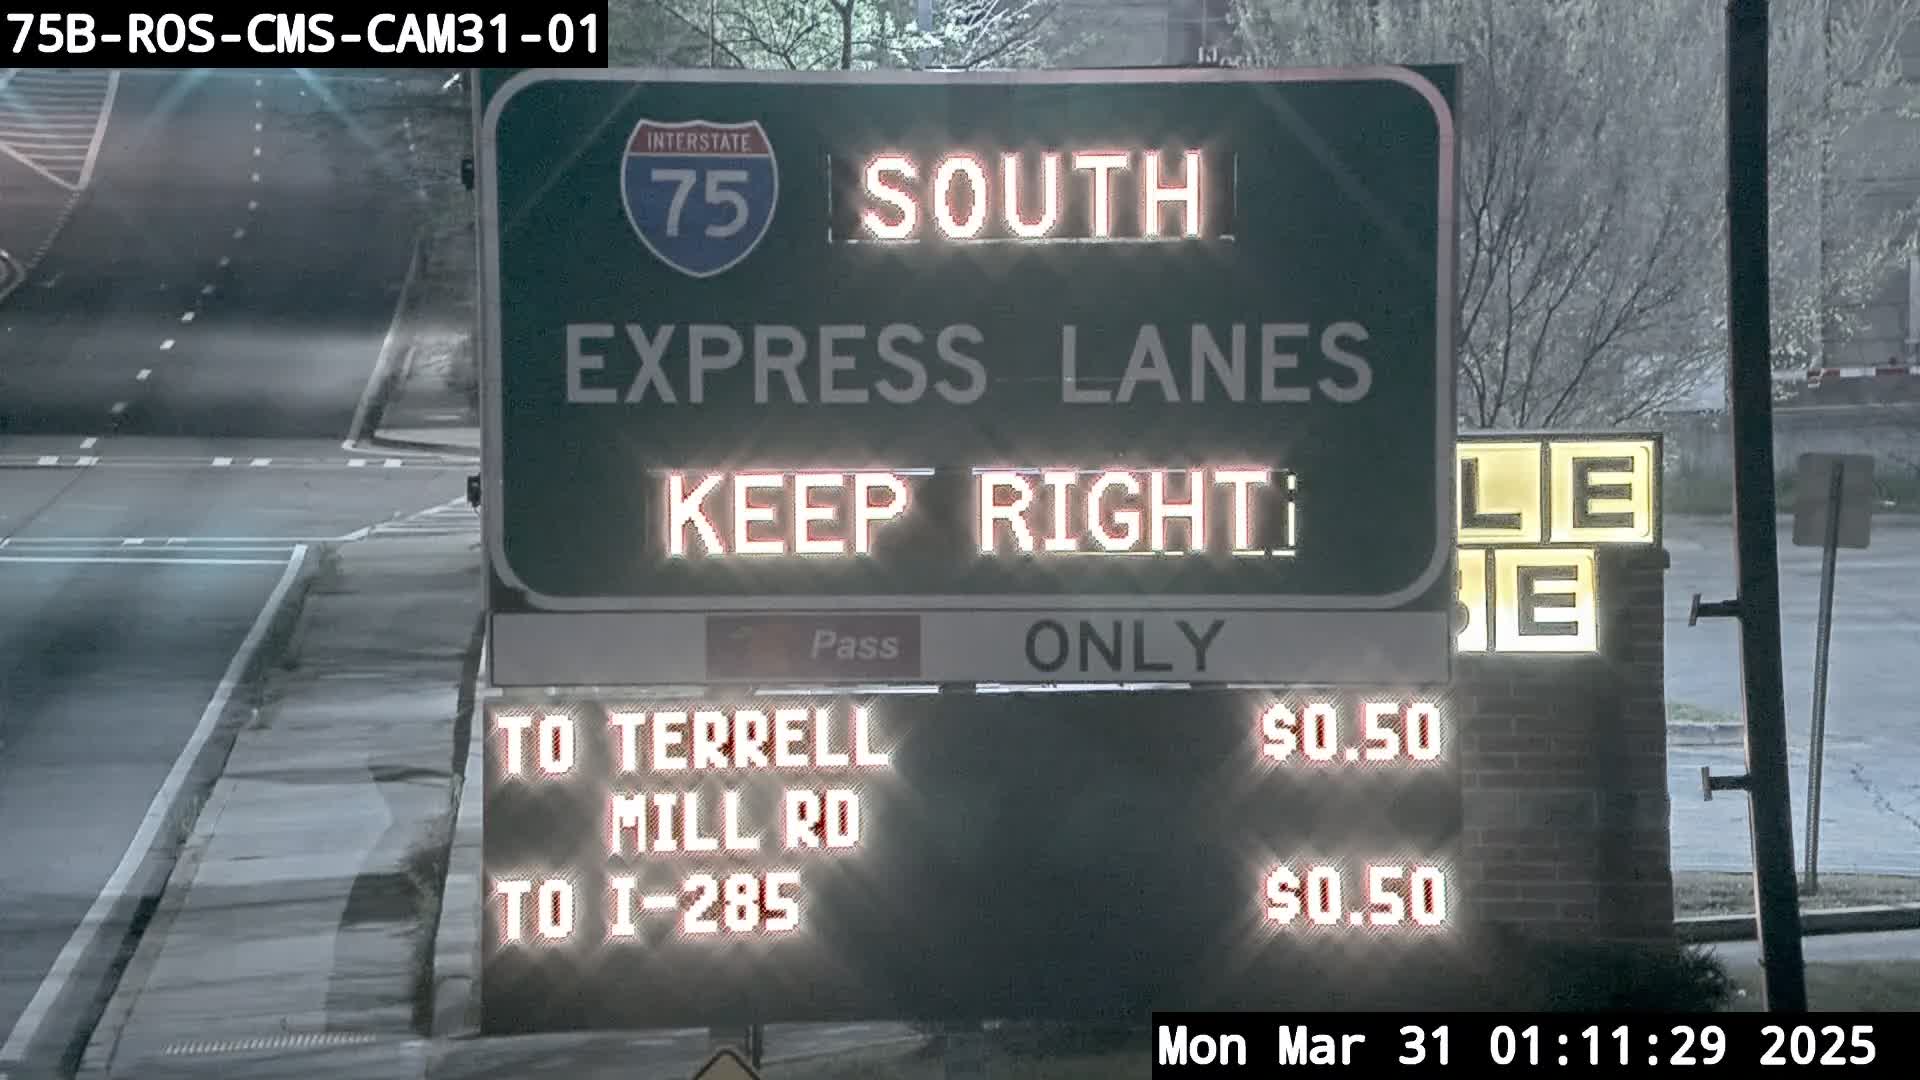 75B-ROS-CMS-CAM31-01
INTERSTATE
75
SOUTH
EXPRESS LANES
KEEP RIGHT
Pass ONLY
TO TERRELL $0.50
MILL RD
TO I-285 $0.50
LE
E
Mon Mar 31 01:11:29 2025